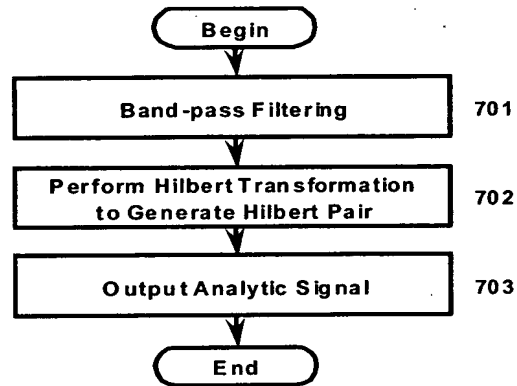 Begin
Band-pass Filtering 701
Perform Hilbert Transformation
to Generate Hilbert Pair 702
Output Analytic Signal 703
End